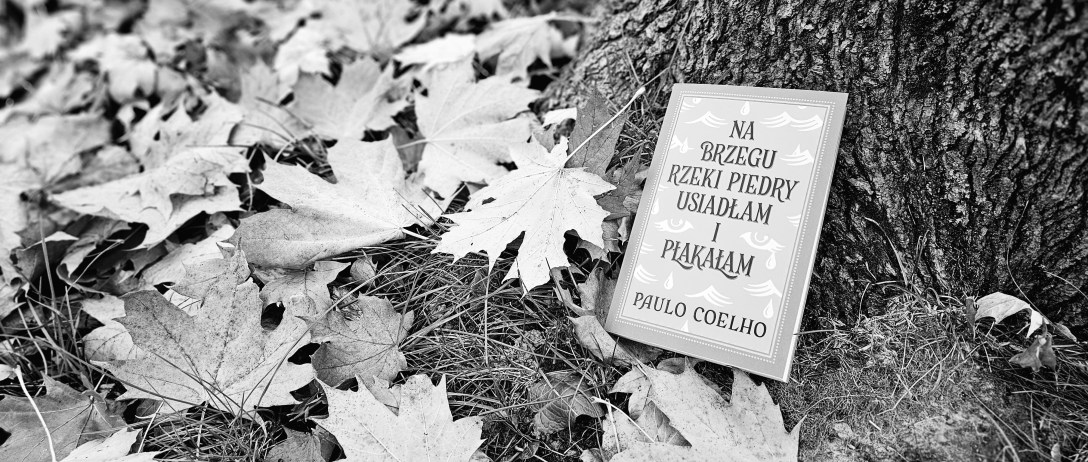 NA
BRZEGU
RZEKI PIEDRY
USIADŁAM
I
PŁAKAŁAM
PAULO COELHO